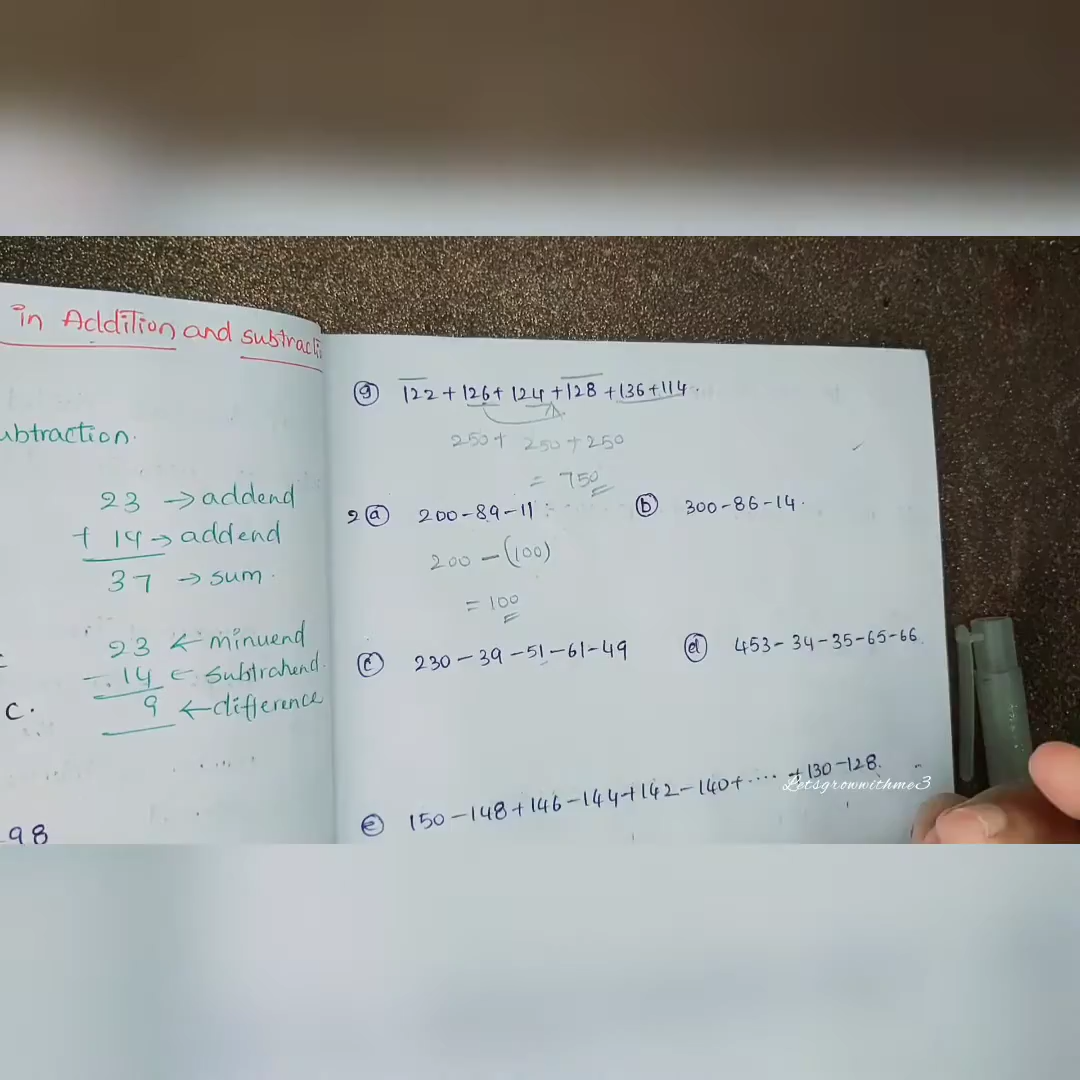 in Addition and subtracti
ubtraction.
23 → addend
+ 14 → addend
37 → sum.
23 ← minuend
- 14 ← subtrahend.
9 ← difference
C.
98
(g) 122 + 126 + 124 + 128 + 136 + 114.
250 + 250 + 250
= 750
2 (a) 200 - 89 - 11
200 - (100)
= 100
(b) 300 - 86 - 14.
(c) 230 - 39 - 51 - 61 - 49
(d) 453 - 34 - 35 - 65 - 66.
(e) 150 - 148 + 146 - 144 + 142 - 140 + ..... + 130 - 128.
Letsgrowwithme3